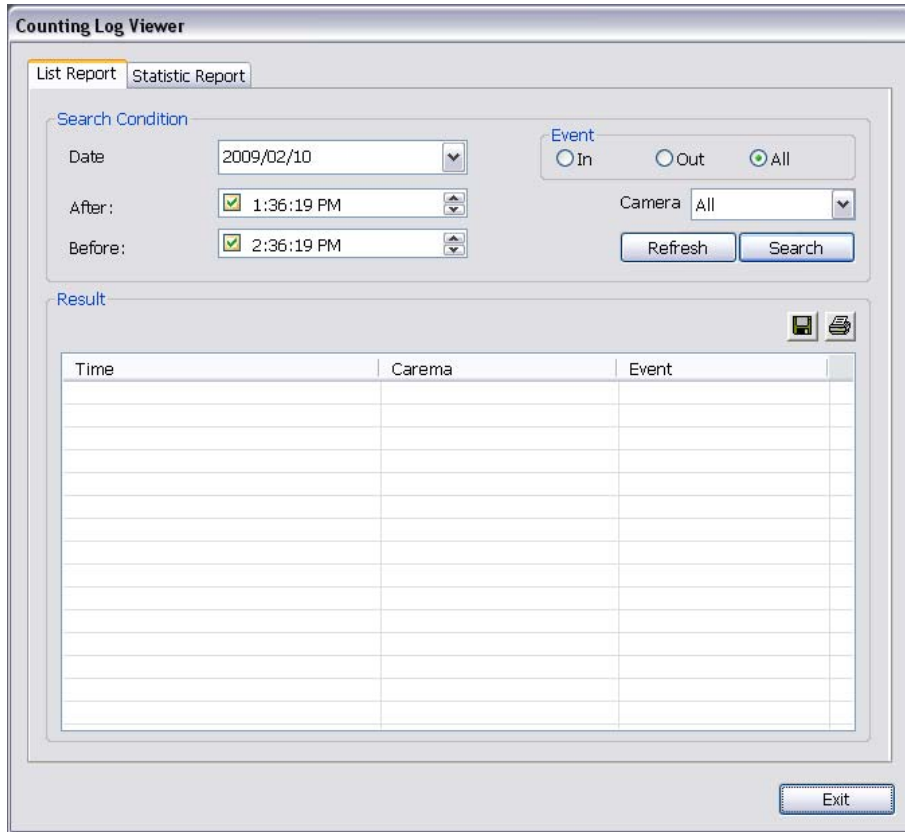 Counting Log Viewer
List Report Statistic Report
Search Condition
Date 2009/02/10
Event
In Out All
After: 1:36:19 PM
Camera All
Before: 2:36:19 PM
Refresh Search
Result
Time Carema Event
Exit